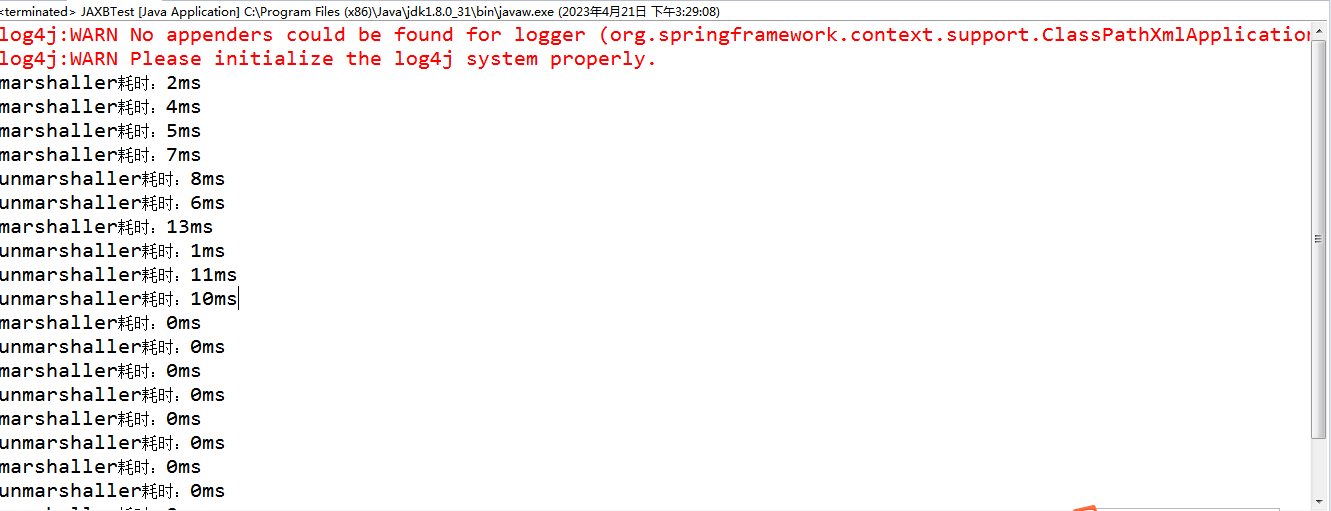 <terminated> JAXBTest [Java Application] C:\Program Files (x86)\Java\jdk1.8.0_31\bin\javaw.exe (2023年4月21日 下午3:29:08)
log4j:WARN No appenders could be found for logger (org.springframework.context.support.ClassPathXmlApplication
log4j:WARN Please initialize the log4j system properly.
marshaller耗时：2ms
marshaller耗时：4ms
marshaller耗时：5ms
marshaller耗时：7ms
unmarshaller耗时：8ms
unmarshaller耗时：6ms
marshaller耗时：13ms
unmarshaller耗时：1ms
unmarshaller耗时：11ms
unmarshaller耗时：10ms
marshaller耗时：0ms
unmarshaller耗时：0ms
marshaller耗时：0ms
unmarshaller耗时：0ms
marshaller耗时：0ms
unmarshaller耗时：0ms
marshaller耗时：0ms
unmarshaller耗时：0ms